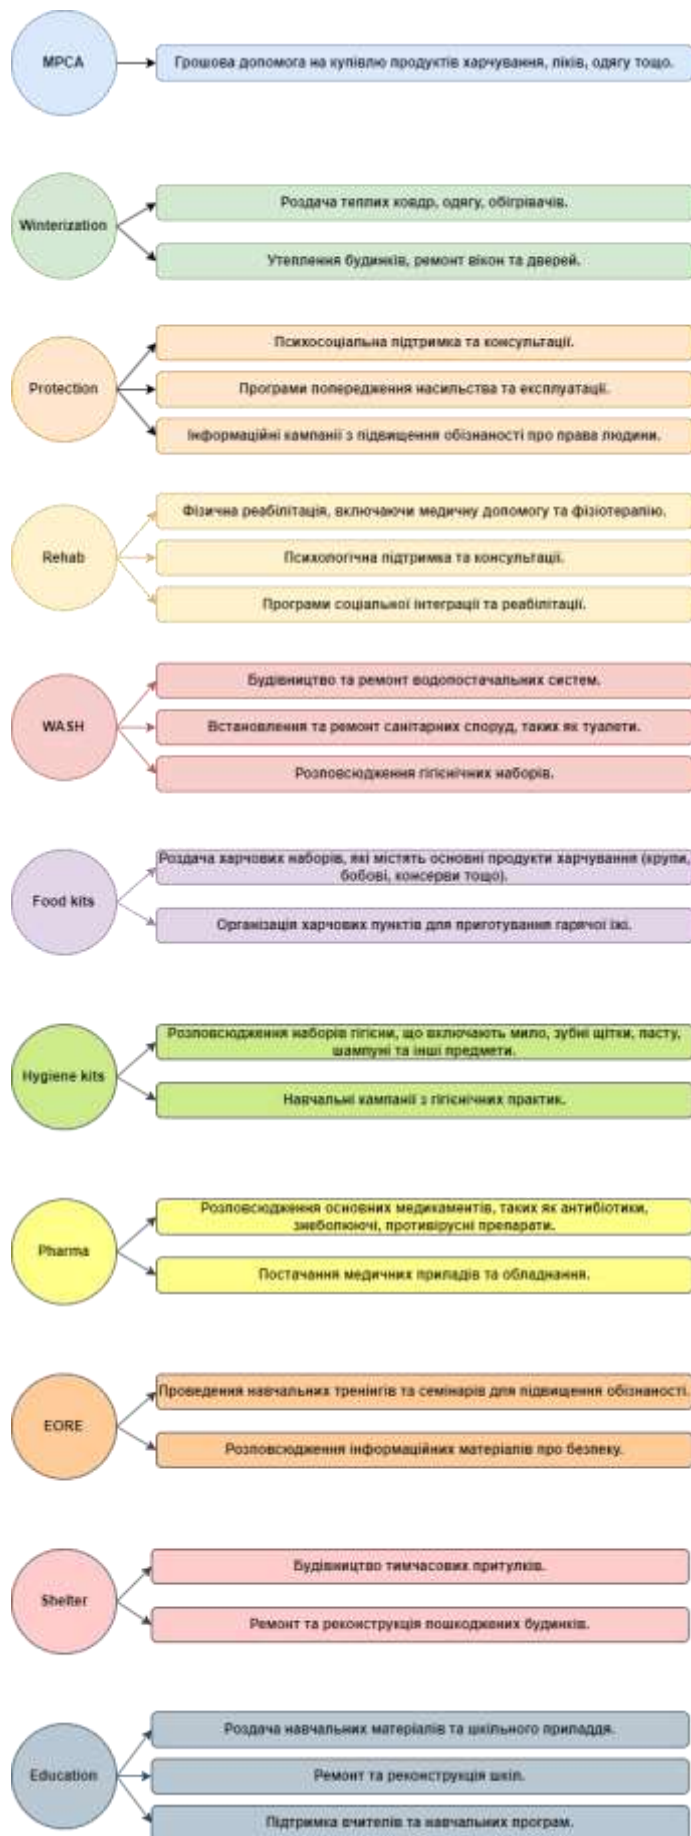 MPCA
Грошова допомога на купівлю продуктів харчування, ліків, одягу тощо.
Winterization
Роздача теплих ковдр, одягу, обігрівачів.
Утеплення будинків, ремонт вікон та дверей.
Protection
Психосоціальна підтримка та консультації.
Програми попередження насильства та експлуатації.
Інформаційні кампанії з підвищення обізнаності про права людини.
Rehab
Фізична реабілітація, включаючи медичну допомогу та фізіотерапію.
Психологічна підтримка та консультації.
Програми соціальної інтеграції та реабілітації.
WASH
Будівництво та ремонт водопостачальних систем.
Встановлення та ремонт санітарних споруд, таких як туалети.
Розповсюдження гігієнічних наборів.
Food kits
Роздача харчових наборів, які містять основні продукти харчування (крупи,
бобові, консерви тощо).
Організація харчових пунктів для приготування гарячої їжі.
Hygiene kits
Розповсюдження наборів гігієни, що включають мило, зубні щітки, пасту,
шампуні та інші предмети.
Навчальні кампанії з гігієнічних практик.
Pharma
Розповсюдження основних медикаментів, таких як антибіотики,
знеболюючі, противірусні препарати.
Постачання медичних приладів та обладнання.
EORE
Проведення навчальних тренінгів та семінарів для підвищення обізнаності.
Розповсюдження інформаційних матеріалів про безпеку.
Shelter
Будівництво тимчасових притулків.
Ремонт та реконструкція пошкоджених будинків.
Education
Роздача навчальних матеріалів та шкільного приладдя.
Ремонт та реконструкція шкіл.
Підтримка вчителів та навчальних програм.